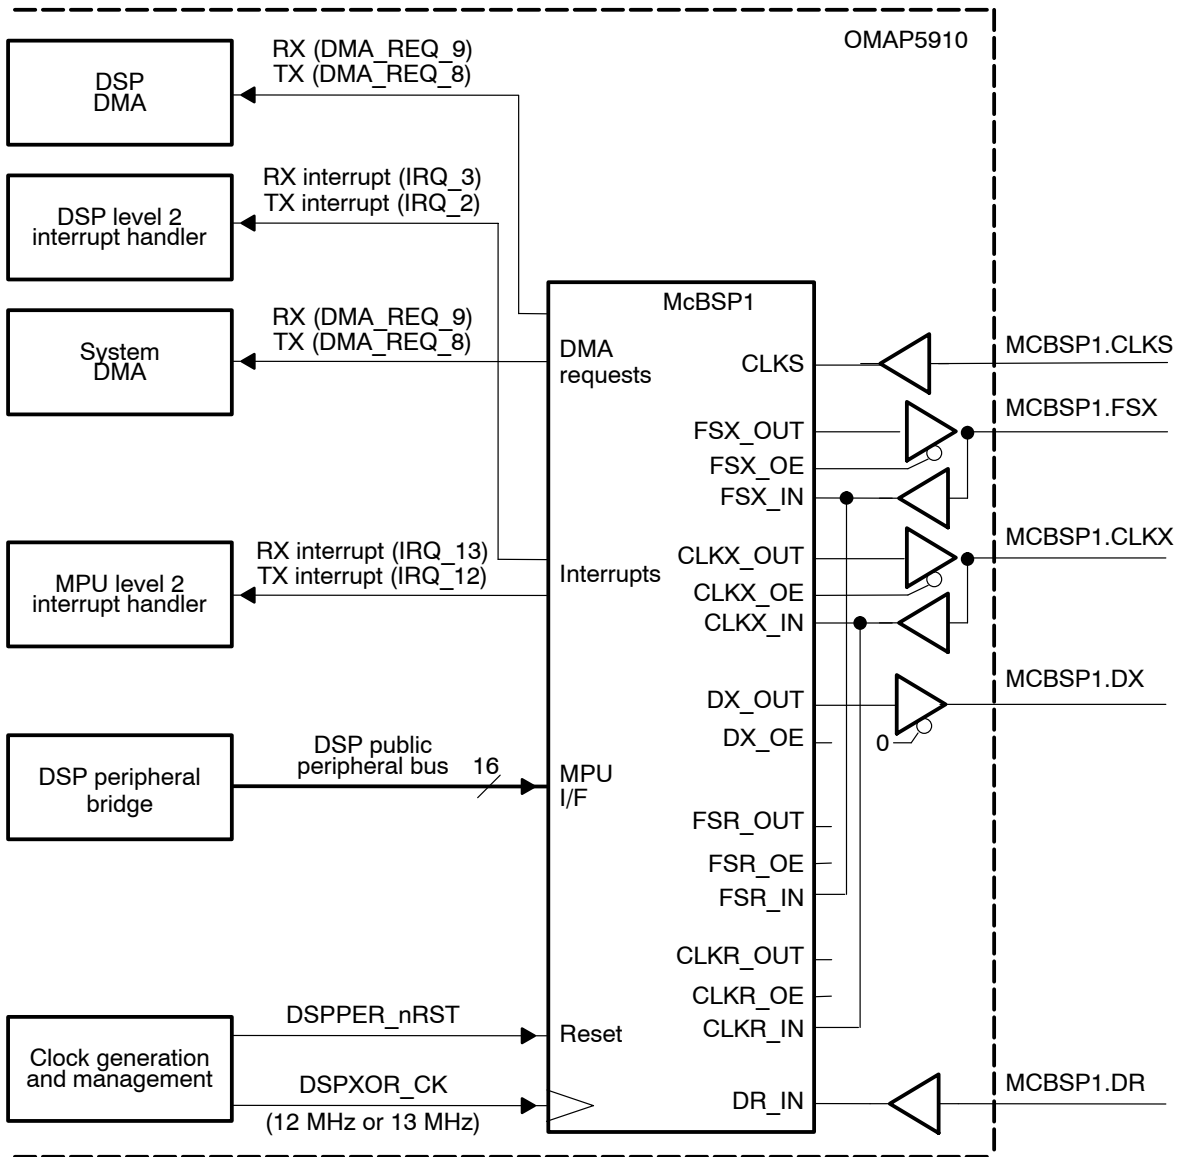 OMAP5910
DSP
DMA
RX (DMA_REQ_9)
TX (DMA_REQ_8)
DSP level 2
interrupt handler
RX interrupt (IRQ_3)
TX interrupt (IRQ_2)
System
DMA
RX (DMA_REQ_9)
TX (DMA_REQ_8)
MPU level 2
interrupt handler
RX interrupt (IRQ_13)
TX interrupt (IRQ_12)
DSP peripheral
bridge
DSP public
peripheral bus
16
Clock generation
and management
DSPPER_nRST
DSPXOR_CK
(12 MHz or 13 MHz)
McBSP1
DMA
requests
Interrupts
MPU
I/F
Reset
CLKS
FSX_OUT
FSX_OE
FSX_IN
CLKX_OUT
CLKX_OE
CLKX_IN
DX_OUT
DX_OE
0
FSR_OUT
FSR_OE
FSR_IN
CLKR_OUT
CLKR_OE
CLKR_IN
DR_IN
MCBSP1.CLKS
MCBSP1.FSX
MCBSP1.CLKX
MCBSP1.DX
MCBSP1.DR